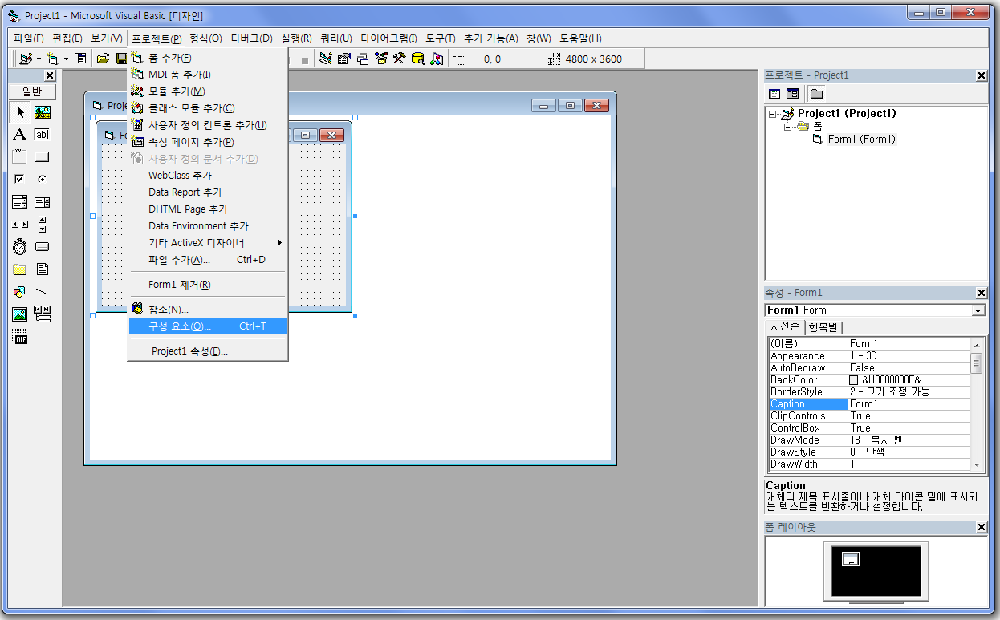 Project1 - Microsoft Visual Basic [디자인]
파일(F) 편집(E) 보기(V) 프로젝트(P) 형식(O) 디버그(D) 실행(R) 쿼리(U) 다이어그램(I) 도구(T) 추가 기능(A) 창(W) 도움말(H)
0, 0 4800 x 3600
일반
A ab|
XY
OLE
Proje
Fo
폼 추가(F)
MDI 폼 추가(I)
모듈 추가(M)
클래스 모듈 추가(C)
사용자 정의 컨트롤 추가(U)
속성 페이지 추가(P)
사용자 정의 문서 추가(D)
WebClass 추가
Data Report 추가
DHTML Page 추가
Data Environment 추가
기타 ActiveX 디자이너
파일 추가(A)... Ctrl+D
Form1 제거(R)
참조(N)...
구성 요소(O)... Ctrl+T
Project1 속성(E)...
프로젝트 - Project1
Project1 (Project1)
폼
Form1 (Form1)
속성 - Form1
Form1 Form
사전순 항목별
(이름) Form1
Appearance 1 - 3D
AutoRedraw False
BackColor &H8000000F&
BorderStyle 2 - 크기 조정 가능
Caption Form1
ClipControls True
ControlBox True
DrawMode 13 - 복사 펜
DrawStyle 0 - 단색
DrawWidth 1
Caption
개체의 제목 표시줄이나 개체 아이콘 밑에 표시되
는 텍스트를 반환하거나 설정합니다.
폼 레이아웃